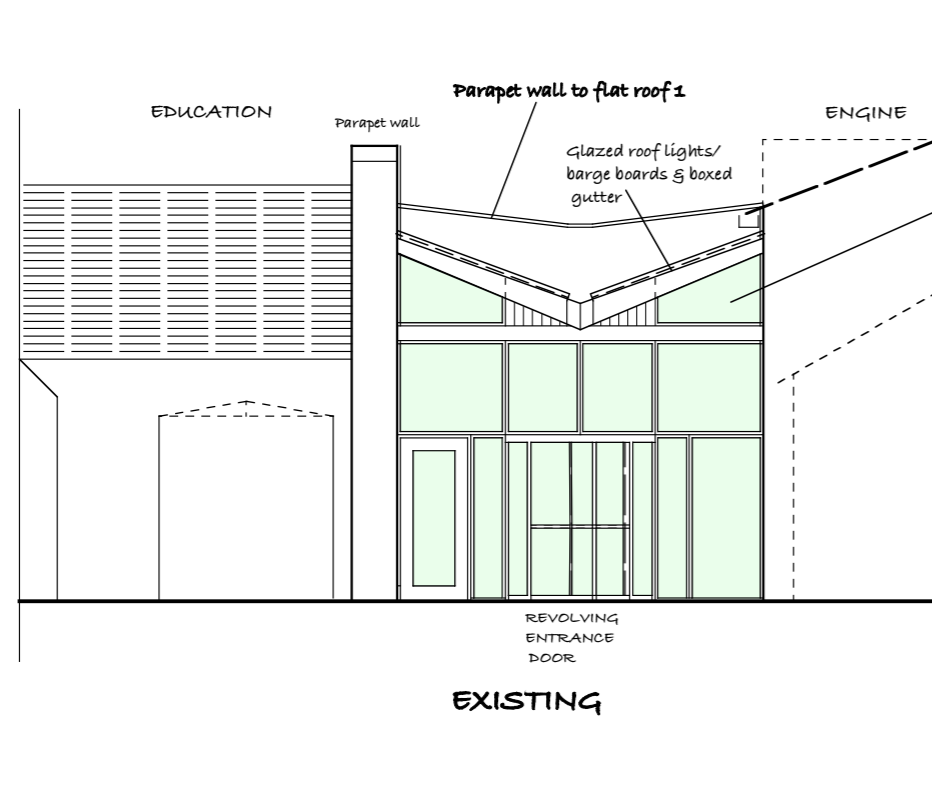 Parapet wall to flat roof 1
EDUCATION
Parapet wall
ENGINE
Glazed roof lights/
barge boards & boxed
gutter
REVOLVING
ENTRANCE
DOOR
EXISTING